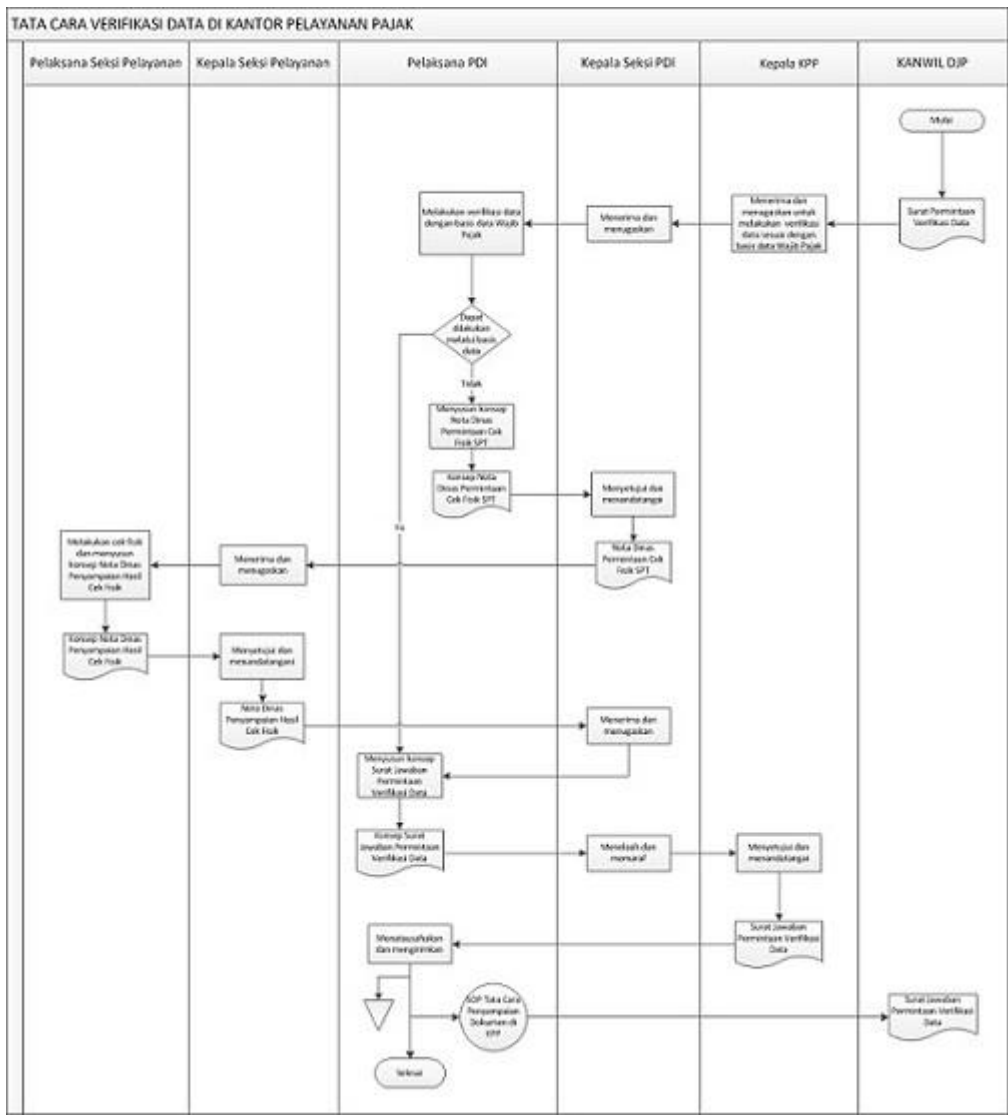 TATA CARA VERIFIKASI DATA DI KANTOR PELAYANAN PAJAK
Pelaksana Seksi Pelayanan
Kepala Seksi Pelayanan
Pelaksana PDI
Kepala Seksi PDI
Kepala KPP
KANWIL DJP
Mulai
Surat Permintaan
Verifikasi Data
Menerima dan
menugaskan untuk
melakukan verifikasi
data sesuai dengan
basis data Wajib Pajak
Menerima dan
menugaskan
Melakukan verifikasi data
dengan basis data Wajib
Pajak
Dapat
dilakukan
melalui basis
data
Tidak
Menyusun konsep
Nota Dinas
Permintaan Cek
Fisik SPT
Konsep Nota
Dinas Permintaan
Cek Fisik SPT
Menyetujui dan
menandatangai
Ya
Nota Dinas
Permintaan Cek
Fisik SPT
Menerima dan
menugaskan
Melakukan cek fisik
dan menyusun
konsep Nota Dinas
Penyampaian Hasil
Cek Fisik
Konsep Nota Dinas
Penyampaian Hasil
Cek Fisik
Menyetujui dan
menandatangani
Nota Dinas
Penyampaian Hasil
Cek Fisik
Menerima dan
menugaskan
Menyusun konsep
Surat Jawaban
Permintaan
Verifikasi Data
Konsep Surat
Jawaban Permintaan
Verifikasi Data
Menelaah dan
memaraf
Menyetujui dan
menandatangai
Surat Jawaban
Permintaan Verifikasi
Data
Menatausahakan
dan mengirimkan
SOP Tata Cara
Penyampaian
Dokumen di
KPP
Surat Jawaban
Permintaan Verifikasi
Data
Selesai